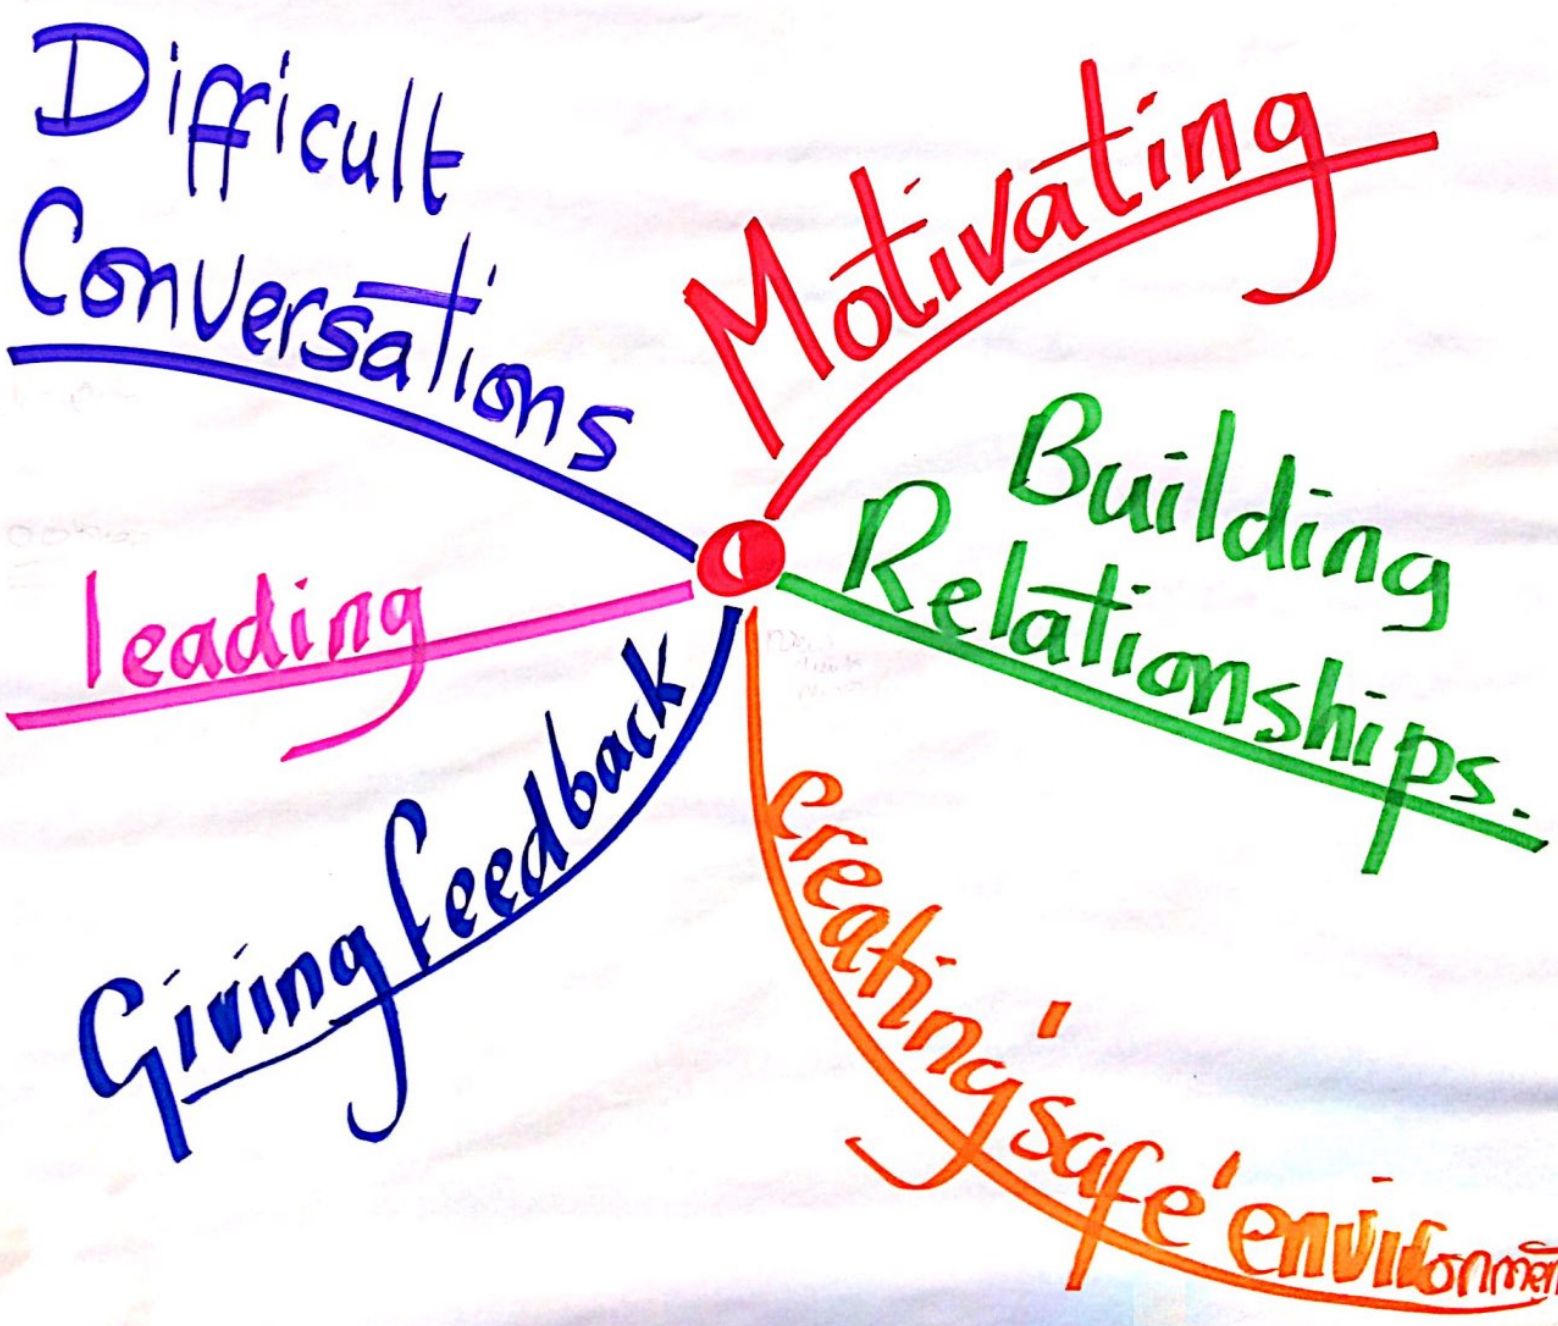 Difficult
Conversations
Motivating
Building
Relationships.
leading
Giving feedback
Creating 'safe' environment